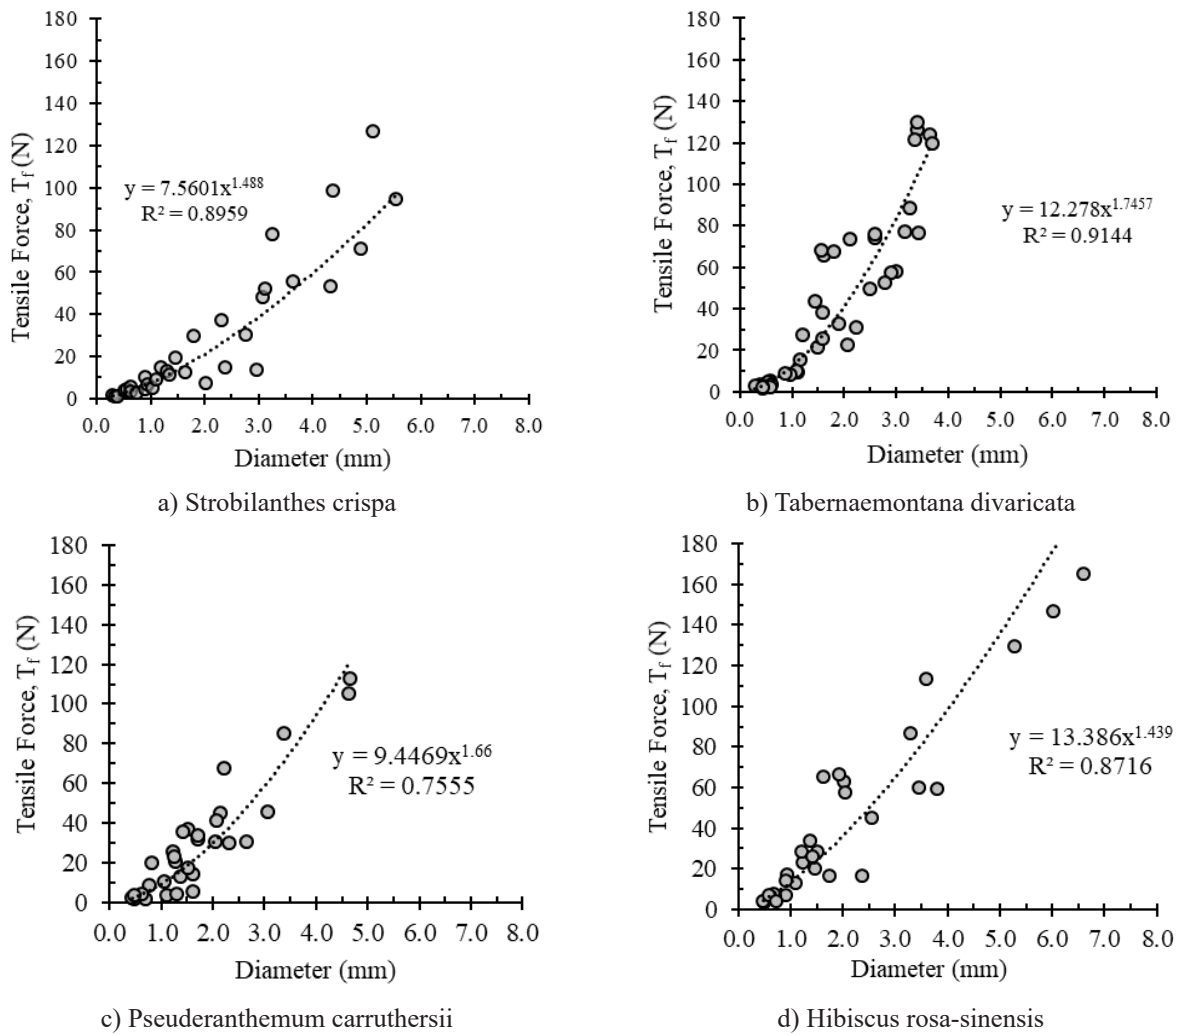 180
160
140
120
100
80
60
40
20
0
Tensile Force, Tf (N)
y = 7.5601x^1.488
R² = 0.8959
0.0 1.0 2.0 3.0 4.0 5.0 6.0 7.0 8.0
Diameter (mm)
a) Strobilanthes crispa
180
160
140
120
100
80
60
40
20
0
Tensile Force, Tf (N)
y = 12.278x^1.7457
R² = 0.9144
0.0 1.0 2.0 3.0 4.0 5.0 6.0 7.0 8.0
Diameter (mm)
b) Tabernaemontana divaricata
180
160
140
120
100
80
60
40
20
0
Tensile Force, Tf (N)
y = 9.4469x^1.66
R² = 0.7555
0.0 1.0 2.0 3.0 4.0 5.0 6.0 7.0 8.0
Diameter (mm)
c) Pseuderanthemum carruthersii
180
160
140
120
100
80
60
40
20
0
Tensile Force, Tf (N)
y = 13.386x^1.439
R² = 0.8716
0.0 1.0 2.0 3.0 4.0 5.0 6.0 7.0 8.0
Diameter (mm)
d) Hibiscus rosa-sinensis